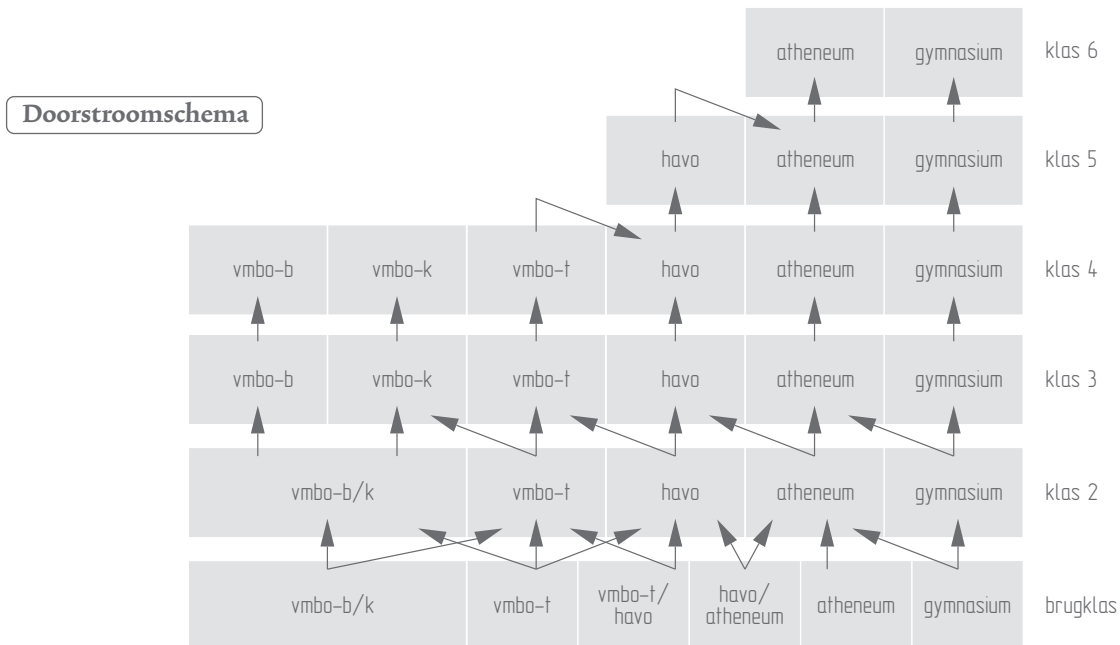 atheneum gymnasium klas 6
Doorstroomschema
havo atheneum gymnasium klas 5
vmbo-b vmbo-k vmbo-t havo atheneum gymnasium klas 4
vmbo-b vmbo-k vmbo-t havo atheneum gymnasium klas 3
vmbo-b/k vmbo-t havo atheneum gymnasium klas 2
vmbo-b/k vmbo-t vmbo-t/ havo havo/ atheneum atheneum gymnasium brugklas